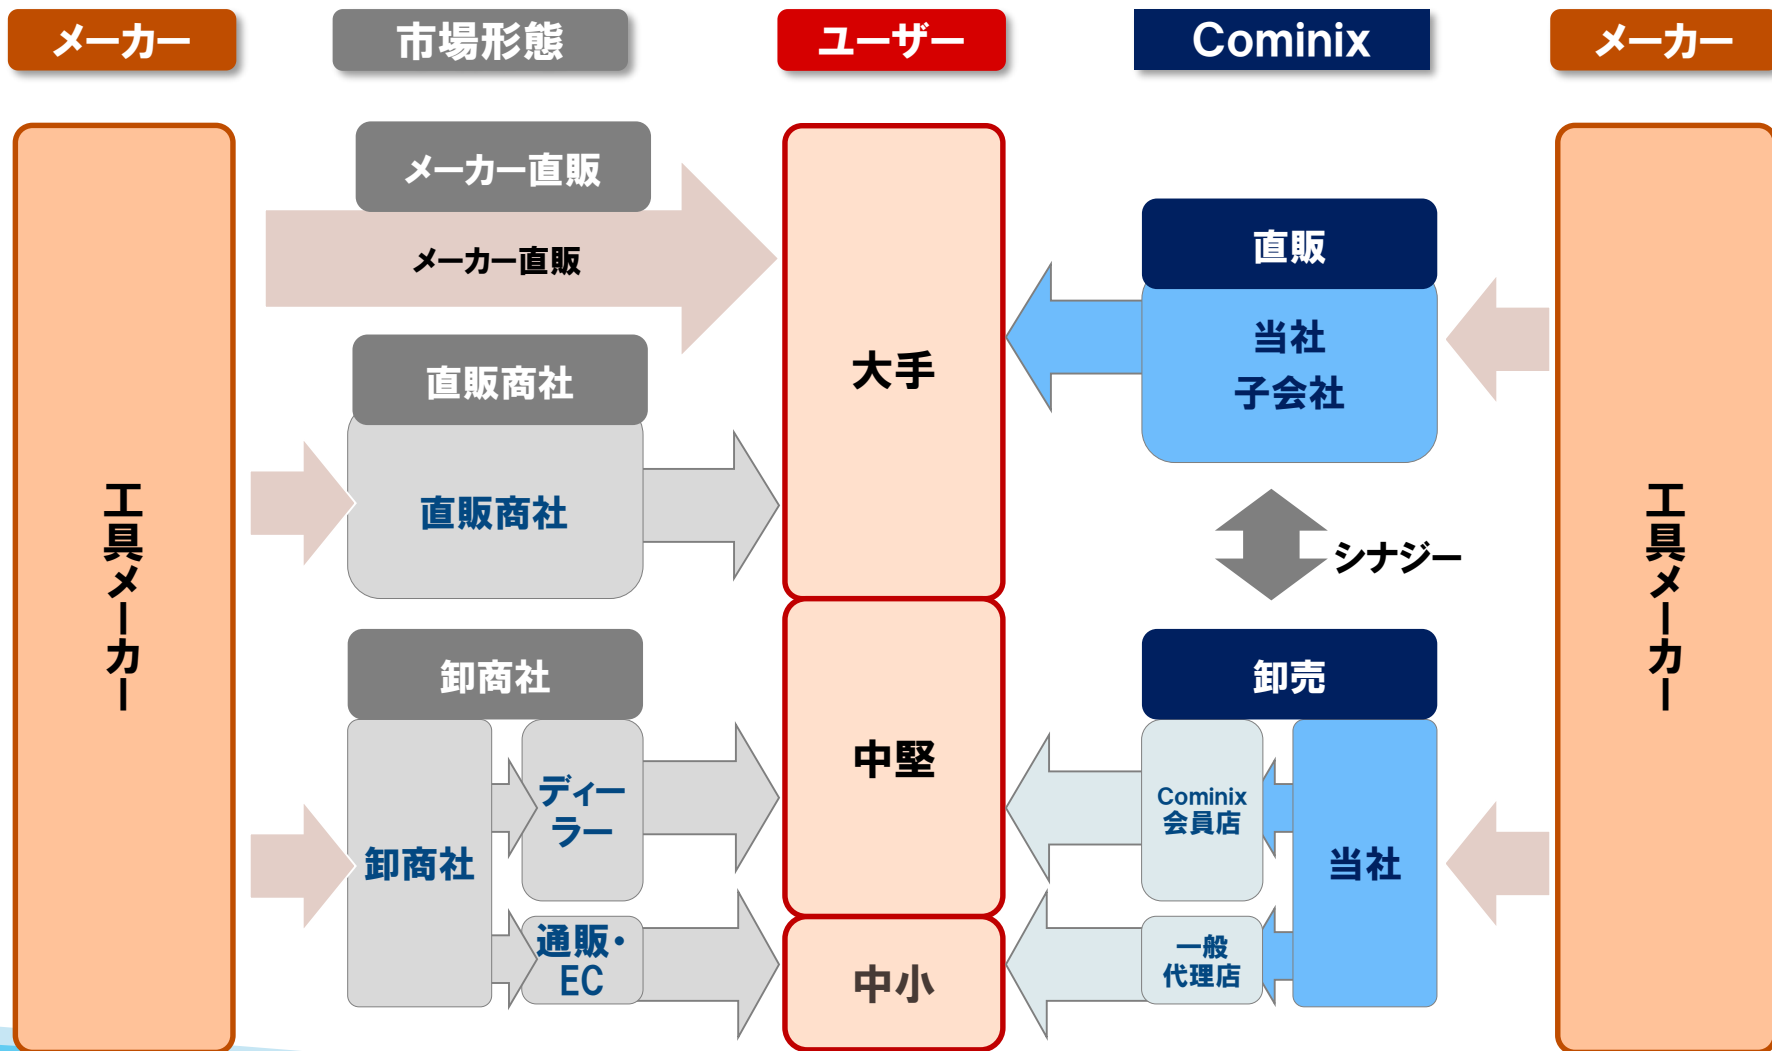 メーカー
市場形態
ユーザー
Cominix
メーカー
工具メーカー
メーカー直販
メーカー直販
直販商社
直販商社
卸商社
卸商社
ディー
ラー
通販・
EC
大手
中堅
中小
直販
当社
子会社
シナジー
卸売
Cominix
会員店
一般
代理店
当社
工具メーカー